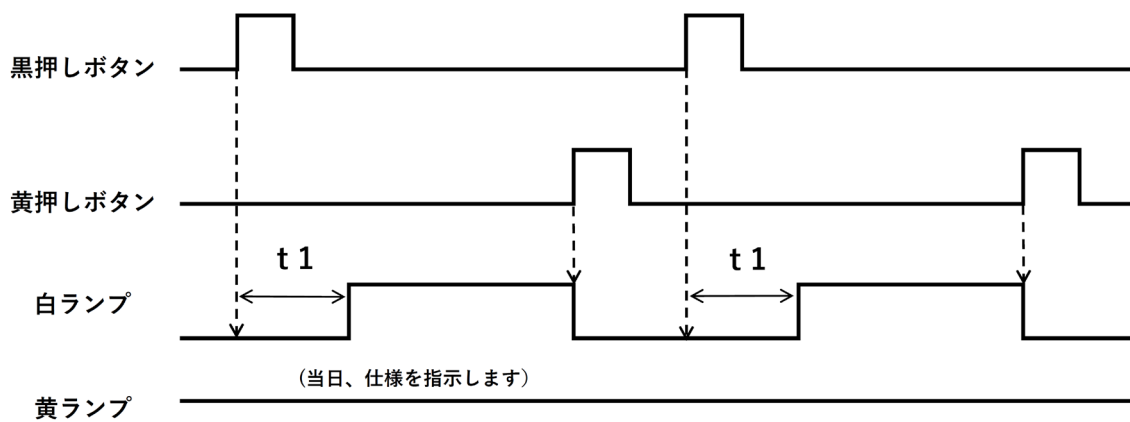 黒押しボタン
黄押しボタン
t 1
t 1
白ランプ
（当日、仕様を指示します）
黄ランプ